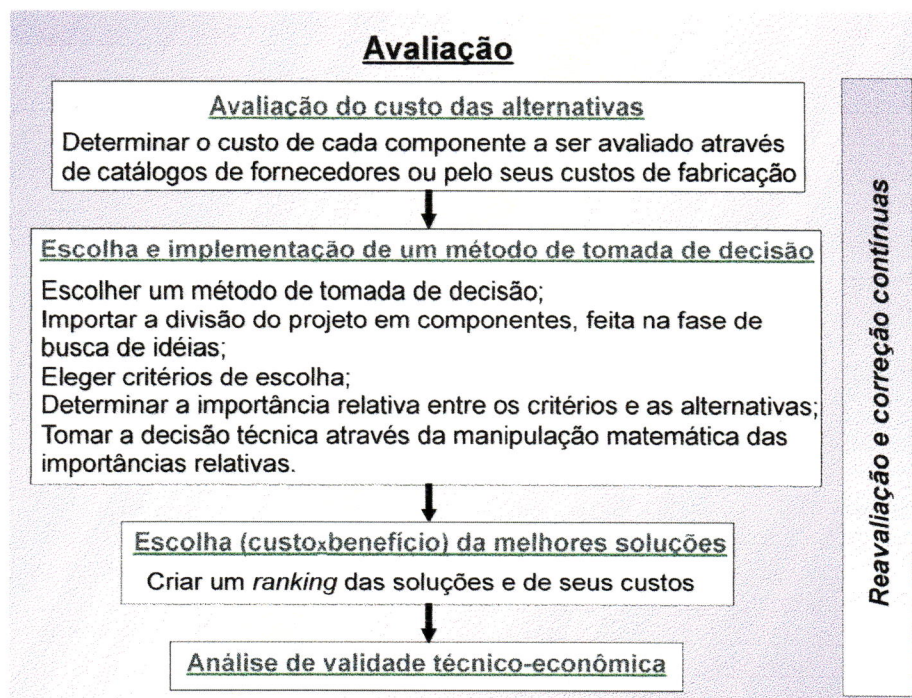 Avaliação
Avaliação do custo das alternativas
Determinar o custo de cada componente a ser avaliado através
de catálogos de fornecedores ou pelo seus custos de fabricação
Escolha e implementação de um método de tomada de decisão
Escolher um método de tomada de decisão;
Importar a divisão do projeto em componentes, feita na fase de
busca de idéias;
Eleger critérios de escolha;
Determinar a importância relativa entre os critérios e as alternativas;
Tomar a decisão técnica através da manipulação matemática das
importâncias relativas.
Escolha (custoxbenefício) da melhores soluções
Criar um ranking das soluções e de seus custos
Análise de validade técnico-econômica
Reavaliação e correção contínuas